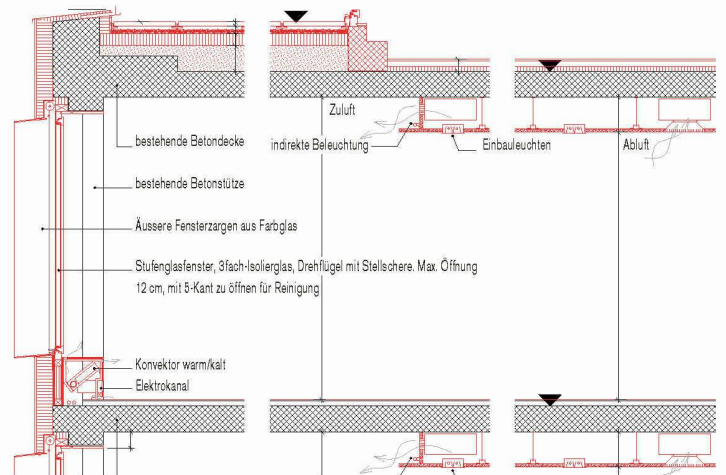 Zuluft
bestehende Betondecke
indirekte Beleuchtung
Einbauleuchten
Abluft
bestehende Betonstütze
Äussere Fensterzargen aus Farbglas
Stufenglasfenster, 3fach-Isolierglas, Drehflügel mit Stellschere. Max. Öffnung
12 cm, mit 5-Kant zu öffnen für Reinigung
Konvektor warm/kalt
Elektrokanal